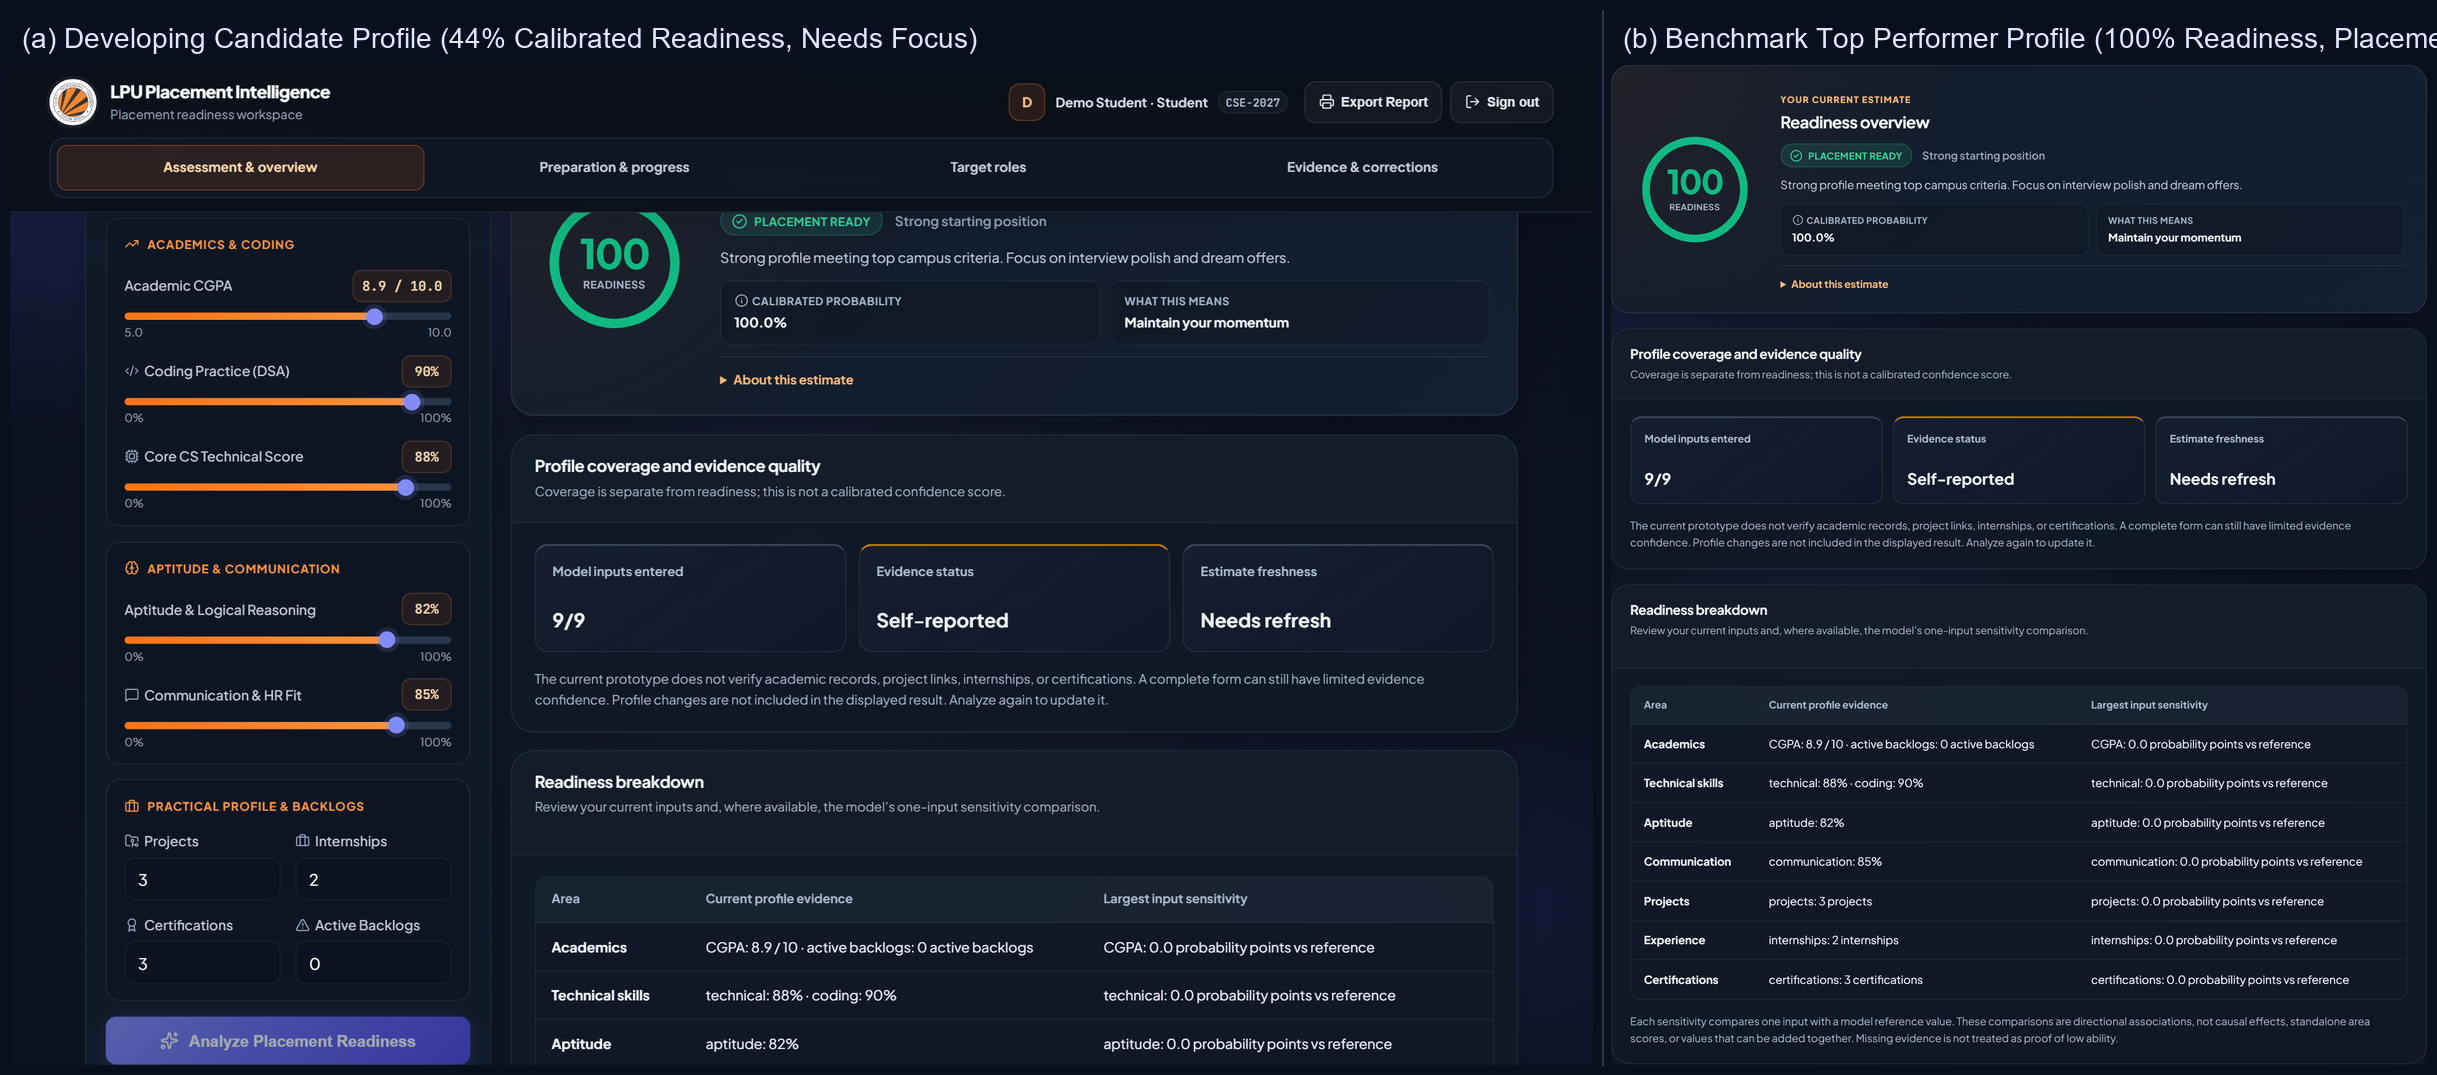 (a) Developing Candidate Profile (44% Calibrated Readiness, Needs Focus)
LPU Placement Intelligence
Placement readiness workspace
D
Demo Student · Student
CSE-2027
Export Report
Sign out
Assessment & overview
Preparation & progress
Target roles
Evidence & corrections
ACADEMICS & CODING
Academic CGPA
8.9 / 10.0
5.0
10.0
Coding Practice (DSA)
90%
0%
100%
Core CS Technical Score
88%
0%
100%
APTITUDE & COMMUNICATION
Aptitude & Logical Reasoning
82%
0%
100%
Communication & HR Fit
85%
0%
100%
PRACTICAL PROFILE & BACKLOGS
Projects
Internships
3
2
Certifications
Active Backlogs
3
0
Analyze Placement Readiness
100
READINESS
PLACEMENT READY
Strong starting position
Strong profile meeting top campus criteria. Focus on interview polish and dream offers.
CALIBRATED PROBABILITY
100.0%
WHAT THIS MEANS
Maintain your momentum
About this estimate
Profile coverage and evidence quality
Coverage is separate from readiness; this is not a calibrated confidence score.
Model inputs entered
9/9
Evidence status
Self-reported
Estimate freshness
Needs refresh
The current prototype does not verify academic records, project links, internships, or certifications. A complete form can still have limited evidence
confidence. Profile changes are not included in the displayed result. Analyze again to update it.
Readiness breakdown
Review your current inputs and, where available, the model's one-input sensitivity comparison.
Area
Current profile evidence
Largest input sensitivity
Academics
CGPA: 8.9 / 10 · active backlogs: 0 active backlogs
CGPA: 0.0 probability points vs reference
Technical skills
technical: 88% · coding: 90%
technical: 0.0 probability points vs reference
Aptitude
aptitude: 82%
aptitude: 0.0 probability points vs reference
(b) Benchmark Top Performer Profile (100% Readiness, Placeme
YOUR CURRENT ESTIMATE
Readiness overview
100
READINESS
PLACEMENT READY
Strong starting position
Strong profile meeting top campus criteria. Focus on interview polish and dream offers.
CALIBRATED PROBABILITY
100.0%
WHAT THIS MEANS
Maintain your momentum
About this estimate
Profile coverage and evidence quality
Coverage is separate from readiness; this is not a calibrated confidence score.
Model inputs entered
9/9
Evidence status
Self-reported
Estimate freshness
Needs refresh
The current prototype does not verify academic records, project links, internships, or certifications. A complete form can still have limited evidence
confidence. Profile changes are not included in the displayed result. Analyze again to update it.
Readiness breakdown
Review your current inputs and, where available, the model's one-input sensitivity comparison.
Area
Current profile evidence
Largest input sensitivity
Academics
CGPA: 8.9 / 10 · active backlogs: 0 active backlogs
CGPA: 0.0 probability points vs reference
Technical skills
technical: 88% · coding: 90%
technical: 0.0 probability points vs reference
Aptitude
aptitude: 82%
aptitude: 0.0 probability points vs reference
Communication
communication: 85%
communication: 0.0 probability points vs reference
Projects
projects: 3 projects
projects: 0.0 probability points vs reference
Experience
internships: 2 internships
internships: 0.0 probability points vs reference
Certifications
certifications: 3 certifications
certifications: 0.0 probability points vs reference
Each sensitivity compares one input with a model reference value. These comparisons are directional associations, not causal effects, standalone area
scores, or values that can be added together. Missing evidence is not treated as proof of low ability.